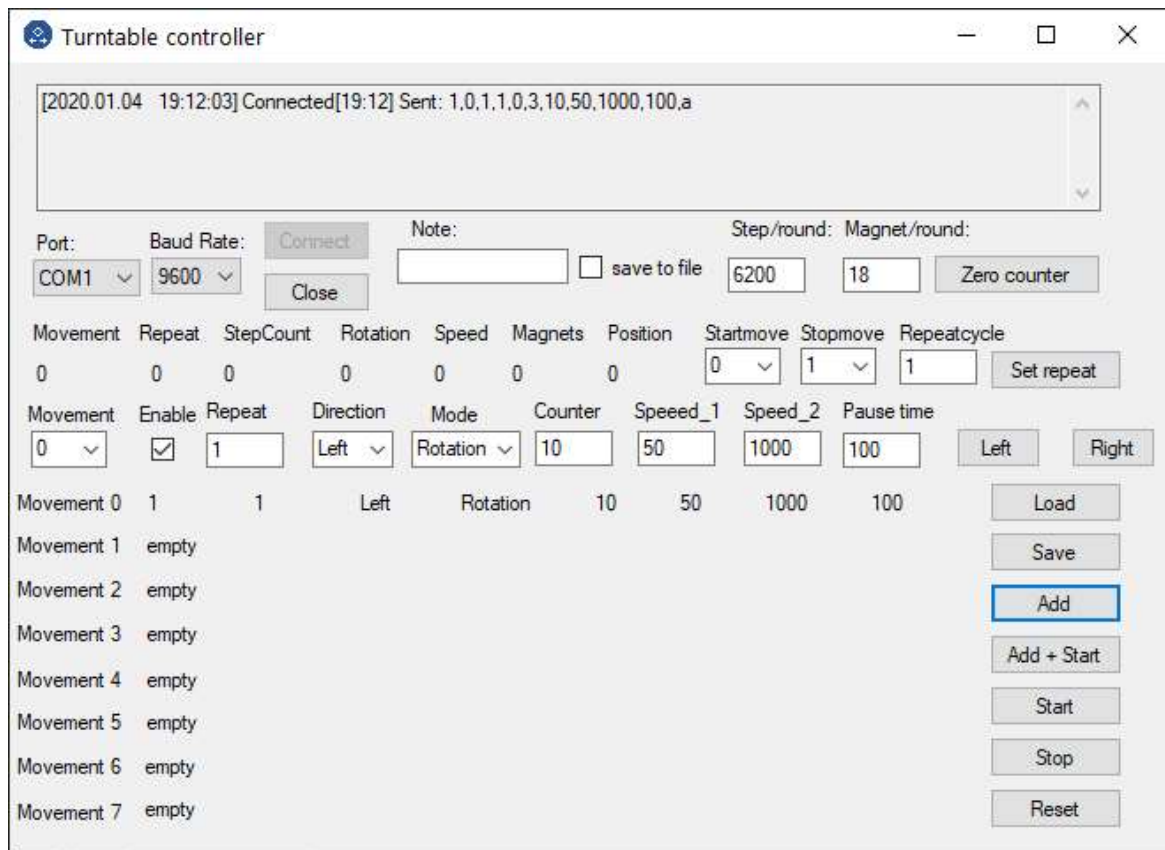 Turntable controller
[2020.01.04 19:12:03] Connected[19:12] Sent: 1,0,1,1,0,3,10,50,1000,100,a
Port: Baud Rate: Connect Note: Step/round: Magnet/round:
COM1 9600 Close save to file 6200 18 Zero counter
Movement Repeat StepCount Rotation Speed Magnets Position Startmove Stopmove Repeatcycle
0 0 0 0 0 0 0 0 1 1 Set repeat
Movement Enable Repeat Direction Mode Counter Speeed_1 Speed_2 Pause time
0 1 Left Rotation 10 50 1000 100 Left Right
Movement 0 1 1 Left Rotation 10 50 1000 100 Load
Movement 1 empty Save
Movement 2 empty Add
Movement 3 empty Add + Start
Movement 4 empty
Movement 5 empty Start
Movement 6 empty Stop
Movement 7 empty Reset